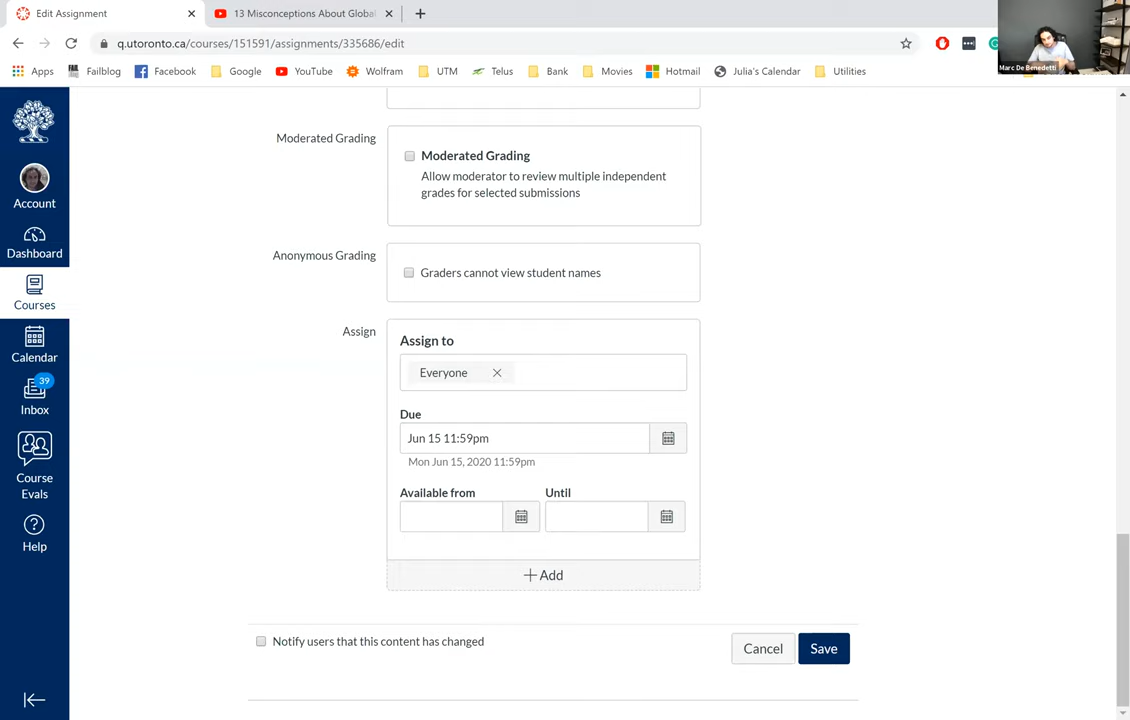 Edit Assignment
13 Misconceptions About Global
q.utoronto.ca/courses/151591/assignments/335686/edit
Apps
Failblog
Facebook
Google
YouTube
Wolfram
UTM
Telus
Bank
Movies
Hotmail
Julia's Calendar
Utilities
Marc De Benedetti
Account
Dashboard
Courses
Calendar
39
Inbox
Course
Evals
Help
Moderated Grading
Moderated Grading
Allow moderator to review multiple independent
grades for selected submissions
Anonymous Grading
Graders cannot view student names
Assign
Assign to
Everyone
Due
Jun 15 11:59pm
Mon Jun 15, 2020 11:59pm
Available from
Until
+ Add
Notify users that this content has changed
Cancel
Save